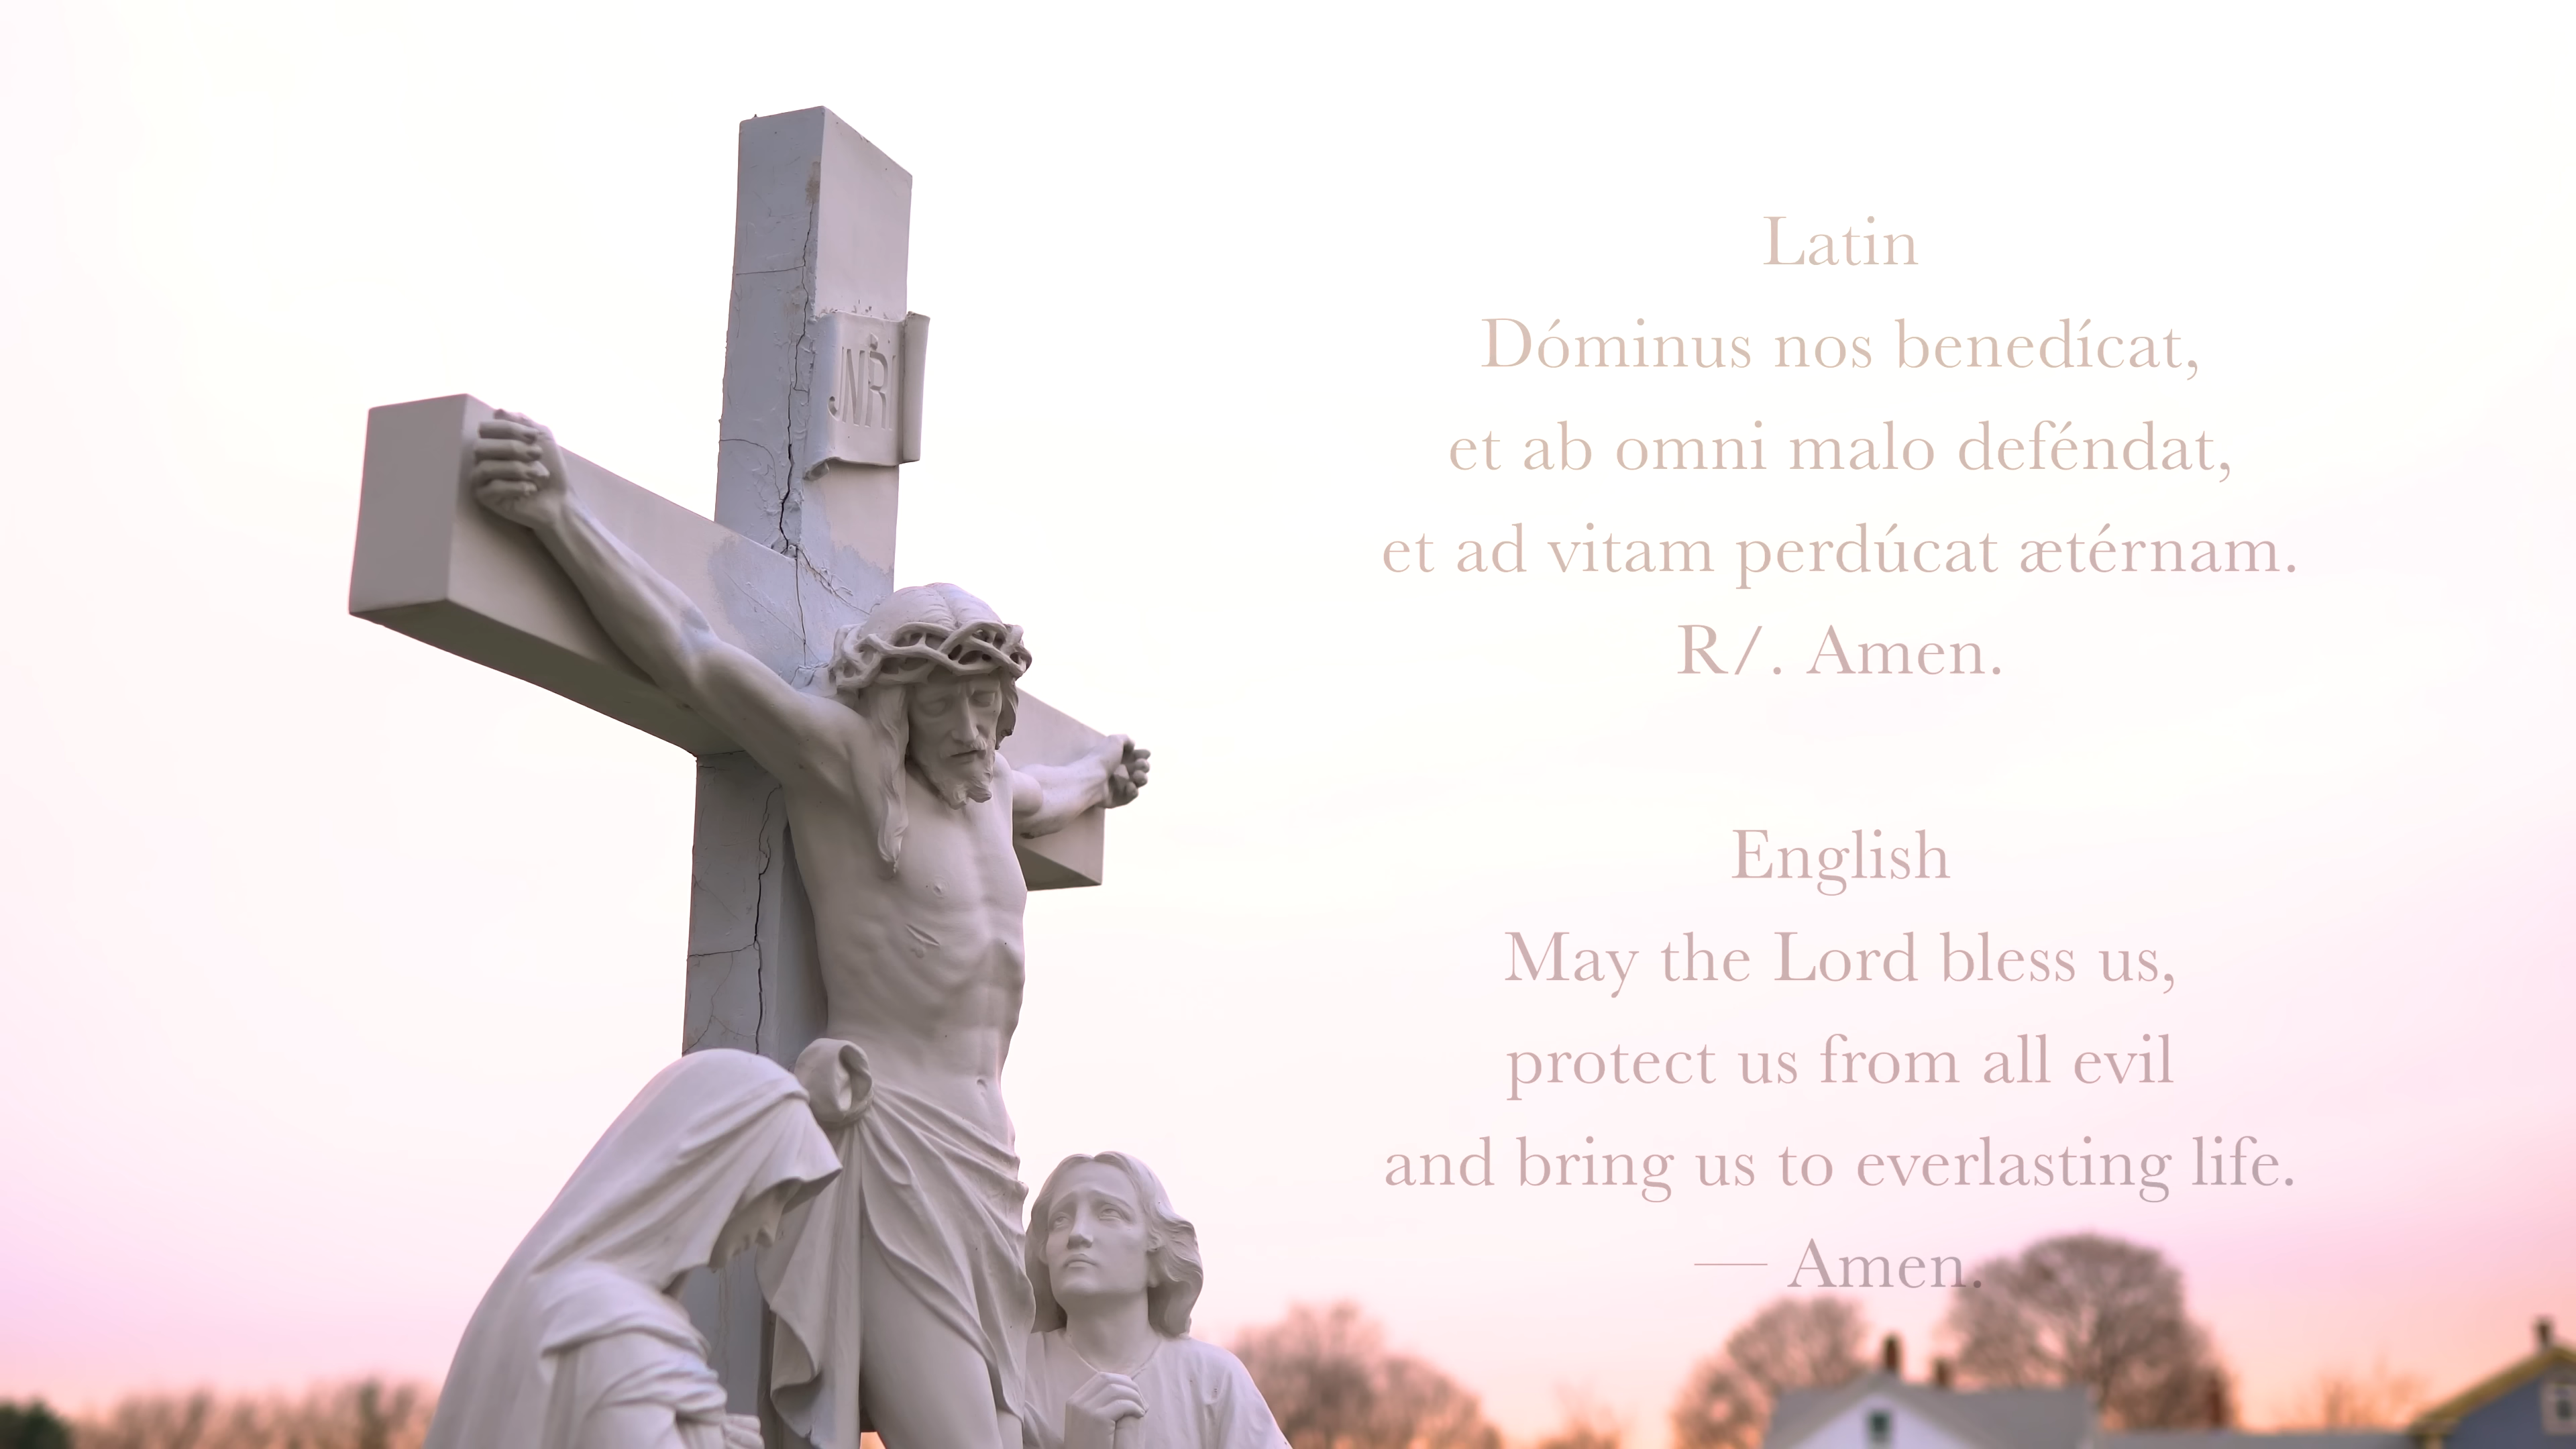 JNRI
Latin
Dóminus nos benedícat,
et ab omni malo deféndat,
et ad vitam perdúcat ætérnam.
R/. Amen.
English
May the Lord bless us,
protect us from all evil
and bring us to everlasting life.
— Amen.